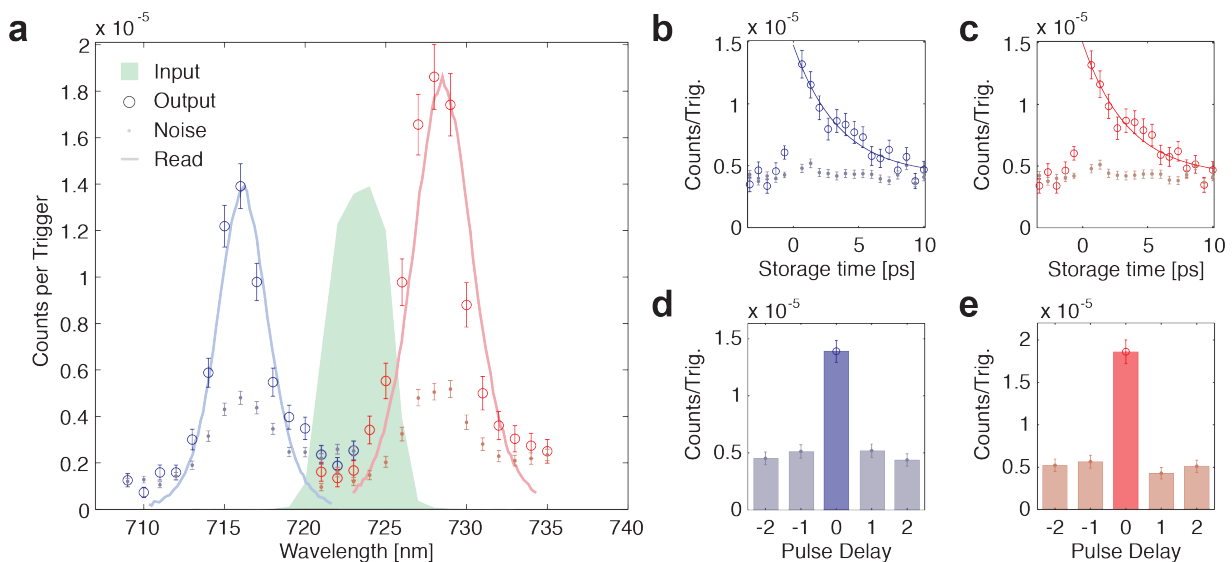 a
x 10 -5
2
1.8
1.6
1.4
1.2
1
0.8
0.6
0.4
0.2
0
Counts per Trigger
Input
Output
Noise
Read
710 715 720 725 730 735 740
Wavelength [nm]
b
x 10 -5
1.5
1
0.5
0
Counts/Trig.
0 5 10
Storage time [ps]
c
x 10 -5
1.5
1
0.5
0
Counts/Trig.
0 5 10
Storage time [ps]
d
x 10 -5
1.5
1
0.5
0
Counts/Trig.
-2 -1 0 1 2
Pulse Delay
e
x 10 -5
2
1.5
1
0.5
0
Counts/Trig.
-2 -1 0 1 2
Pulse Delay